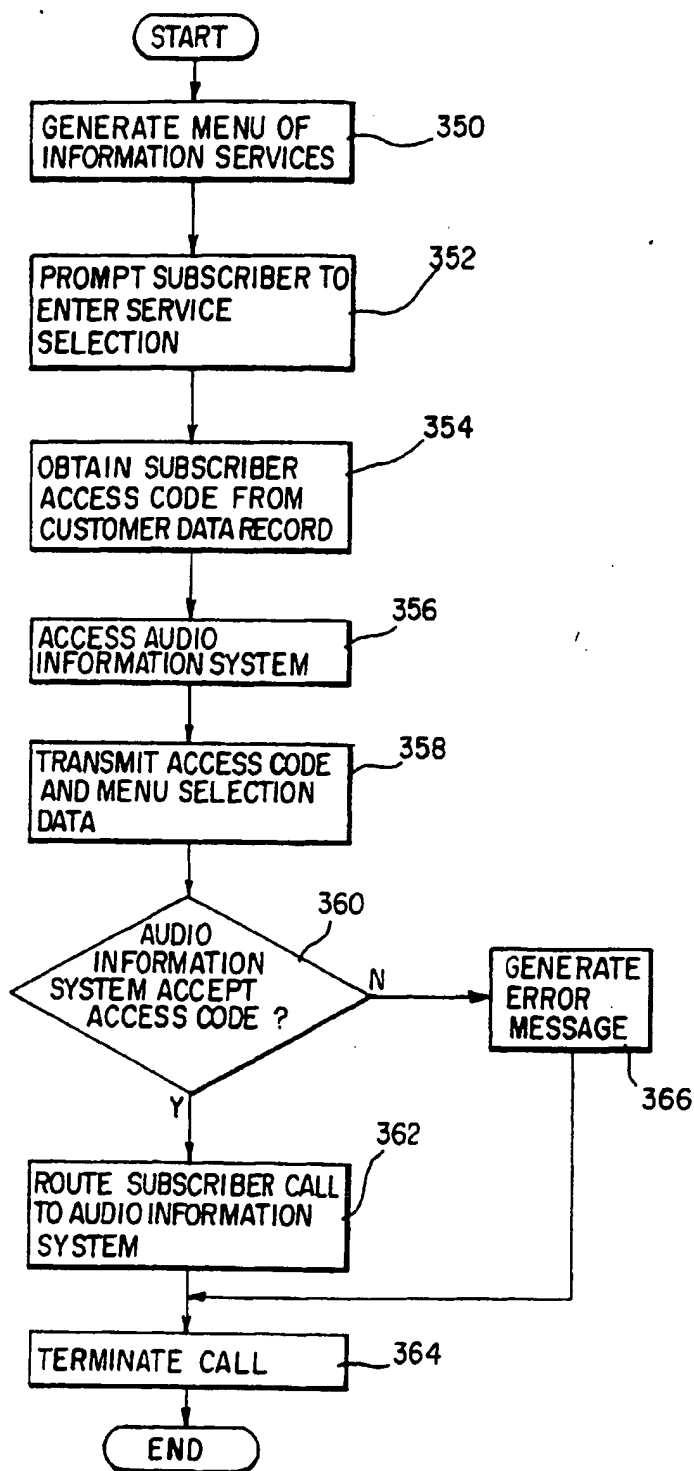 START
GENERATE MENU OF
INFORMATION SERVICES
350
PROMPT SUBSCRIBER TO
ENTER SERVICE
SELECTION
352
OBTAIN SUBSCRIBER
ACCESS CODE FROM
CUSTOMER DATA RECORD
354
ACCESS AUDIO
INFORMATION SYSTEM
356
TRANSMIT ACCESS CODE
AND MENU SELECTION
DATA
358
AUDIO
INFORMATION
SYSTEM ACCEPT
ACCESS CODE ?
360
N
GENERATE
ERROR
MESSAGE
366
Y
ROUTE SUBSCRIBER CALL
TO AUDIO INFORMATION
SYSTEM
362
TERMINATE CALL
364
END